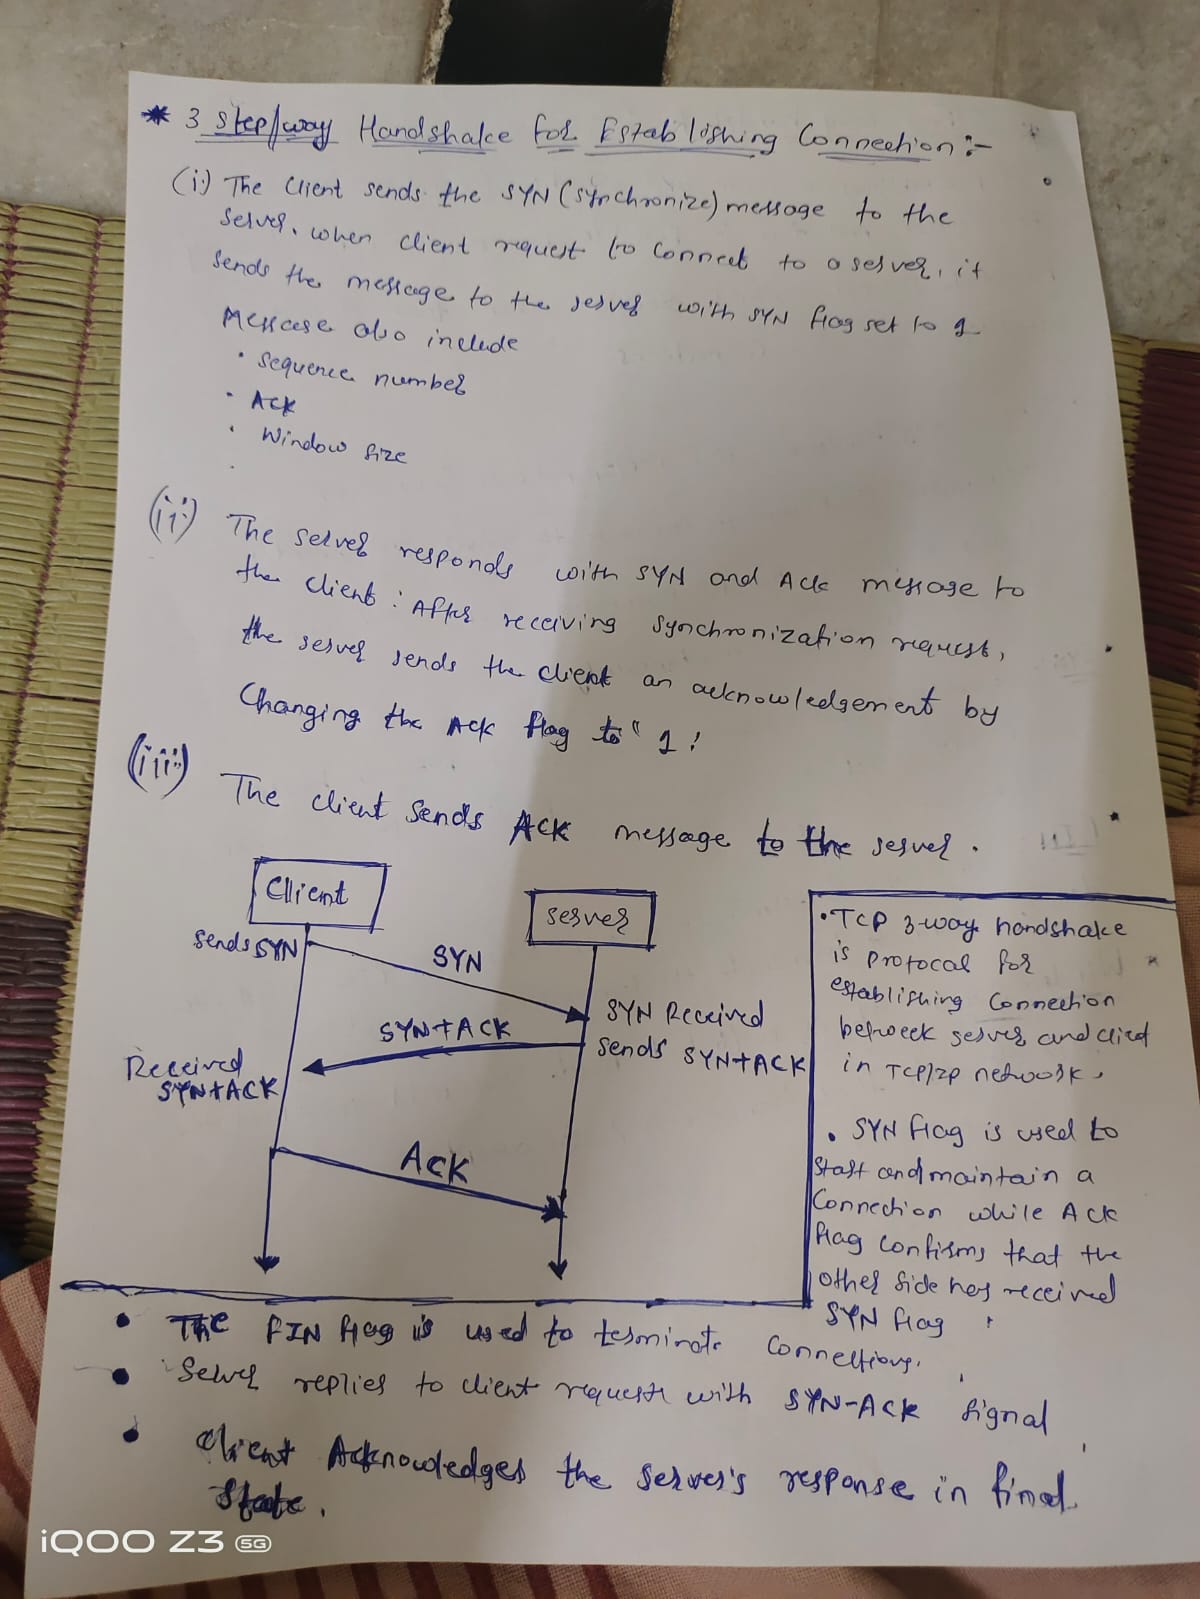 * 3 Step/way Handshake for Establishing Connection :-
(i) The Client sends the SYN (synchronize) message to the
server. when client request to connect to a server, it
sends the message to the server with SYN flag set to 1
Message also include
• Sequence number
• Ack
• Window size
(ii) The server responds with SYN and Ack message to
the client : After receiving synchronization request,
the server sends the client an acknowledgement by
Changing the Ack flag to "1!
(iii) The client sends ACK message to the server.
Client
server
sends SYN
SYN
SYN Received
SYN+ACK
sends SYN+ACK
Received
SYN+ACK
ACK
• TCP 3-way handshake
is protocal for
establishing Connection
betweek server and
in TCP/IP network.
• SYN flag is used to
start and maintain a
Connection while ACK
flag confirms that the
other side has received
SYN flag.
• The FIN flag is used to terminate connections.
• Server replies to client request with SYN-ACK signal
• Client Acknowledges the server's response in final
state.
iQOO Z3 5G